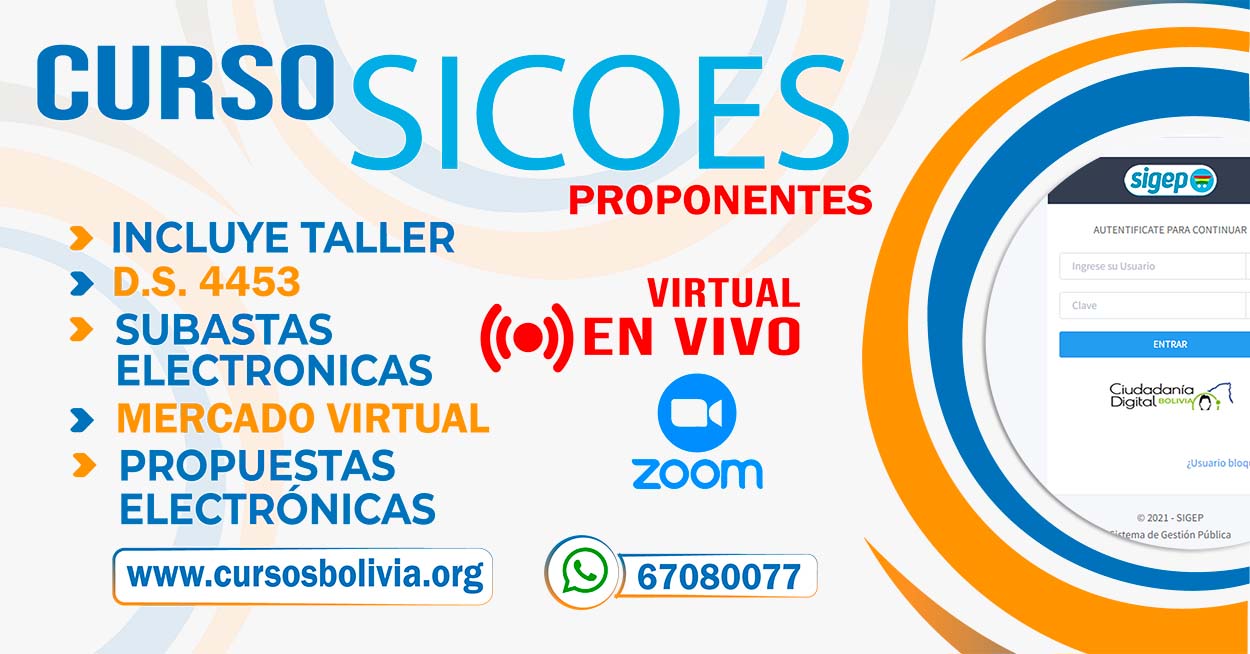 CURSO
SICOES
PROPONENTES
INCLUYE TALLER
D.S. 4453
SUBASTAS
ELECTRONICAS
MERCADO VIRTUAL
PROPUESTAS
ELECTRÓNICAS
VIRTUAL
EN VIVO
zoom
www.cursosbolivia.org
67080077
sigep
AUTENTIFICATE PARA CONTINUAR
Ingrese su Usuario
Clave
ENTRAR
Ciudadanía
Digital BOLIVIA
¿Usuario bloqu
© 2021 - SIGEP
Sistema de Gestión Pública